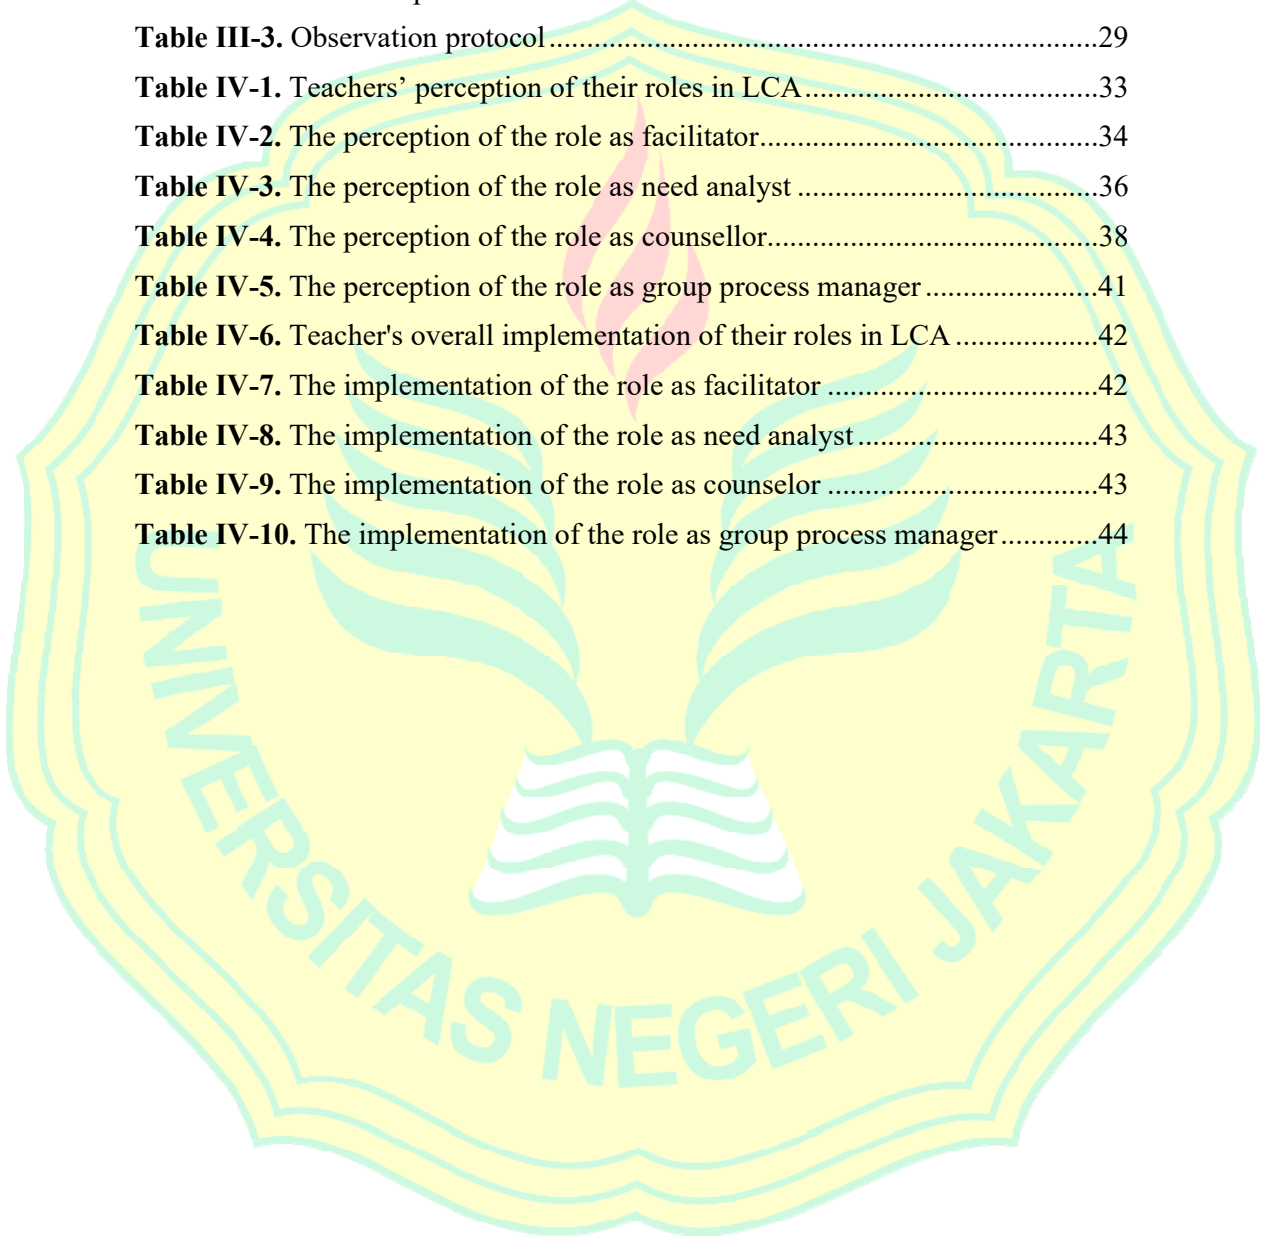 Table III-3. Observation protocol......................................................................29
Table IV-1. Teachers’ perception of their roles in LCA.....................................33
Table IV-2. The perception of the role as facilitator...........................................34
Table IV-3. The perception of the role as need analyst ......................................36
Table IV-4. The perception of the role as counsellor..........................................38
Table IV-5. The perception of the role as group process manager ......................41
Table IV-6. Teacher's overall implementation of their roles in LCA ..................42
Table IV-7. The implementation of the role as facilitator ..................................42
Table IV-8. The implementation of the role as need analyst ...............................43
Table IV-9. The implementation of the role as counselor ..................................43
Table IV-10. The implementation of the role as group process manager.............44
UNIVERSITAS NEGERI JAKARTA